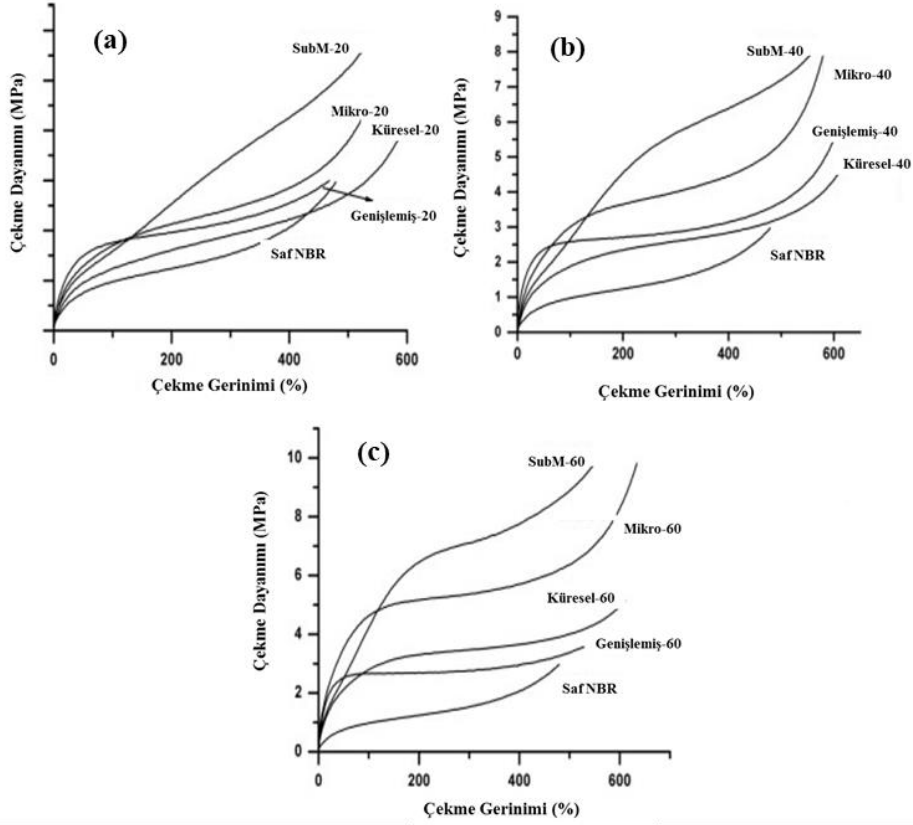 (a)
SubM-20
Mikro-20
Küresel-20
Genişlemiş-20
Saf NBR
Çekme Dayanımı (MPa)
0
200
400
600
Çekme Gerinimi (%)
(b)
SubM-40
Mikro-40
Genişlemiş-40
Küresel-40
Saf NBR
Çekme Dayanımı (MPa)
9
8
7
6
5
4
3
2
1
0
0
200
400
600
Çekme Gerinimi (%)
(c)
SubM-60
Mikro-60
Küresel-60
Genişlemiş-60
Saf NBR
Çekme Dayanımı (MPa)
10
8
6
4
2
0
0
200
400
600
Çekme Gerinimi (%)